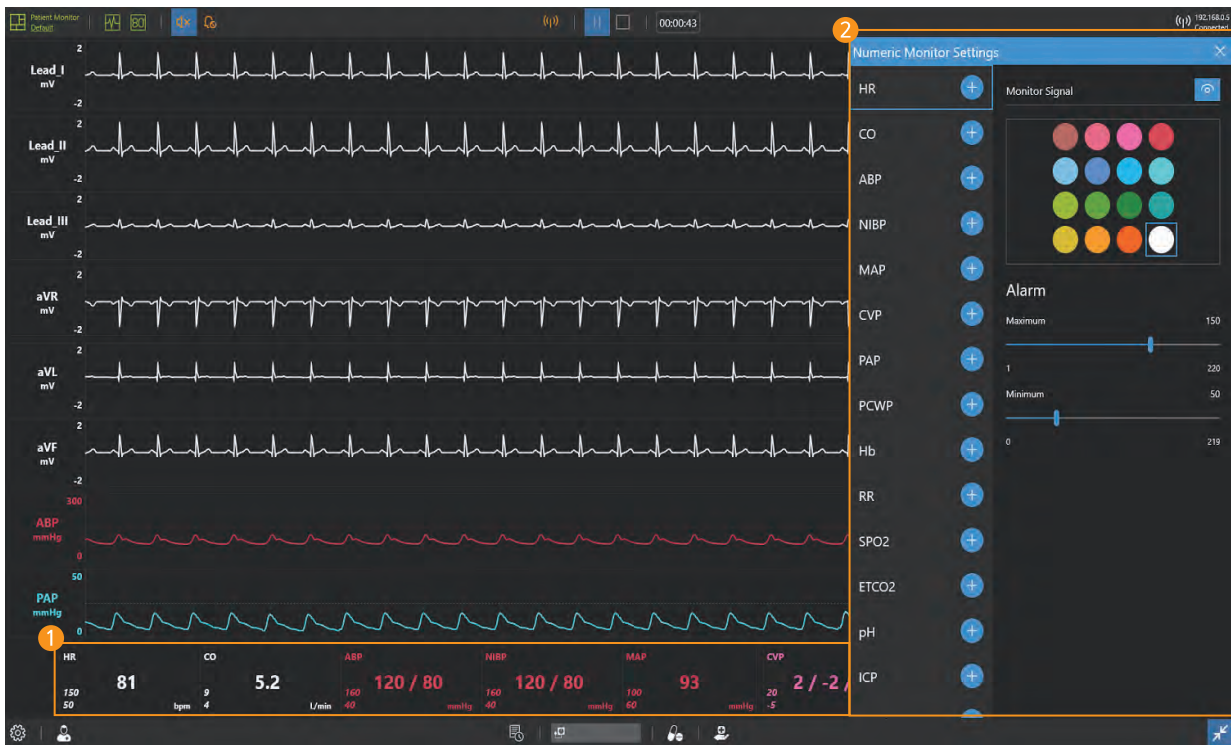 Patient Monitor
Default
80
00:00:43
192.168.0.5
Connected
2
Numeric Monitor Settings
Lead_I
mV
2
-2
Lead_II
mV
2
-2
Lead_III
mV
2
-2
aVR
mV
2
-2
aVL
mV
2
-2
aVF
mV
2
-2
ABP
mmHg
300
0
PAP
mmHg
50
0
1
HR
150
50
81
bpm
CO
9
4
5.2
L/min
ABP
160
40
120 / 80
mmHg
NIBP
160
40
120 / 80
mmHg
MAP
100
60
93
mmHg
CVP
20
-5
2 / -2 /
HR
CO
ABP
NIBP
MAP
CVP
PAP
PCWP
Hb
RR
SPO2
ETCO2
pH
ICP
Monitor Signal
Alarm
Maximum 150
1 220
Minimum 50
0 219